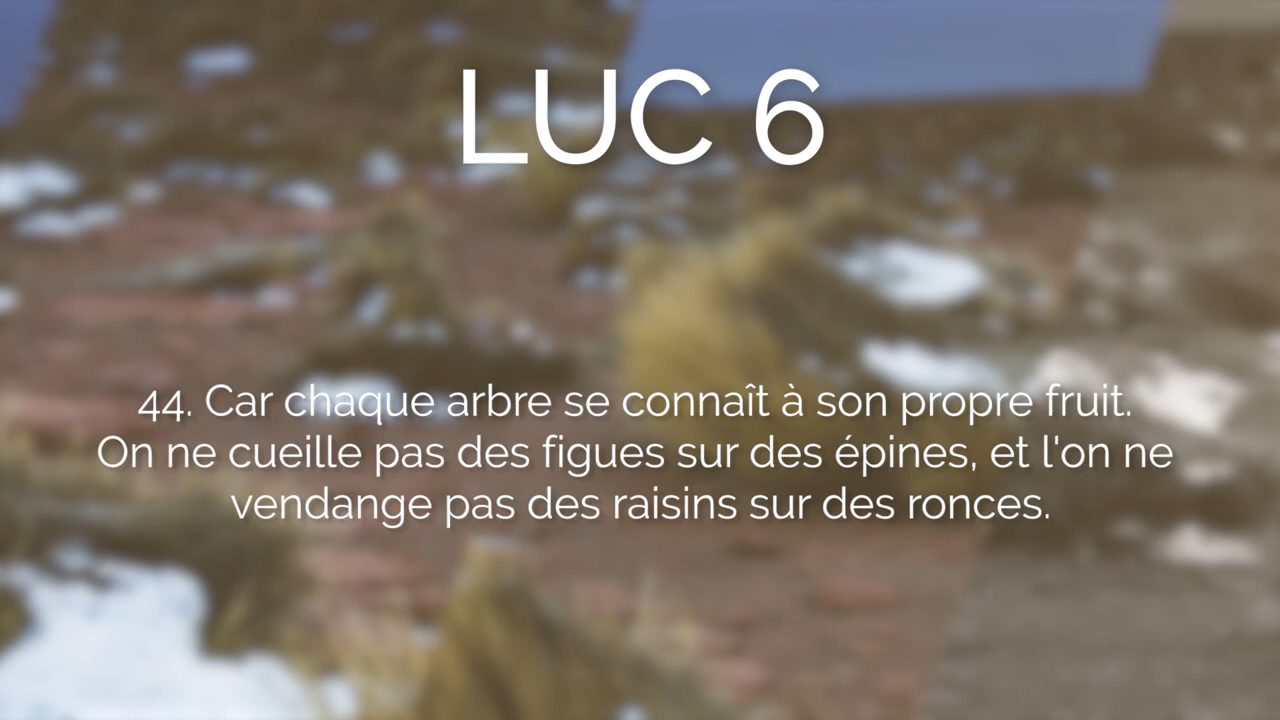 LUC 6
44. Car chaque arbre se connaît à son propre fruit.
On ne cueille pas des figues sur des épines, et l'on ne
vendange pas des raisins sur des ronces.